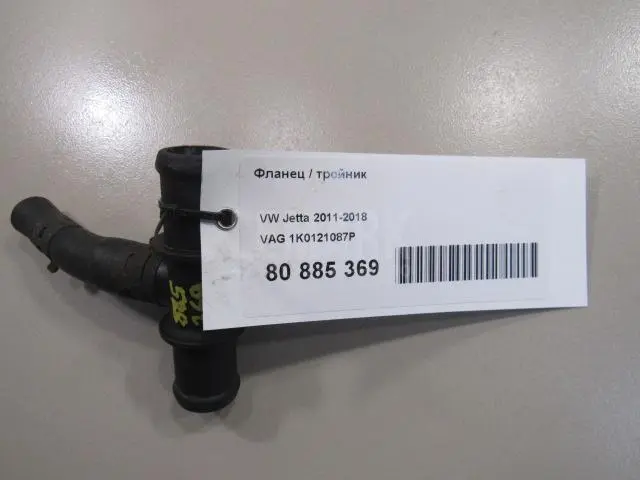 Фланец / тройник
VW Jetta 2011-2018
VAG 1K0121087P
80 885 369